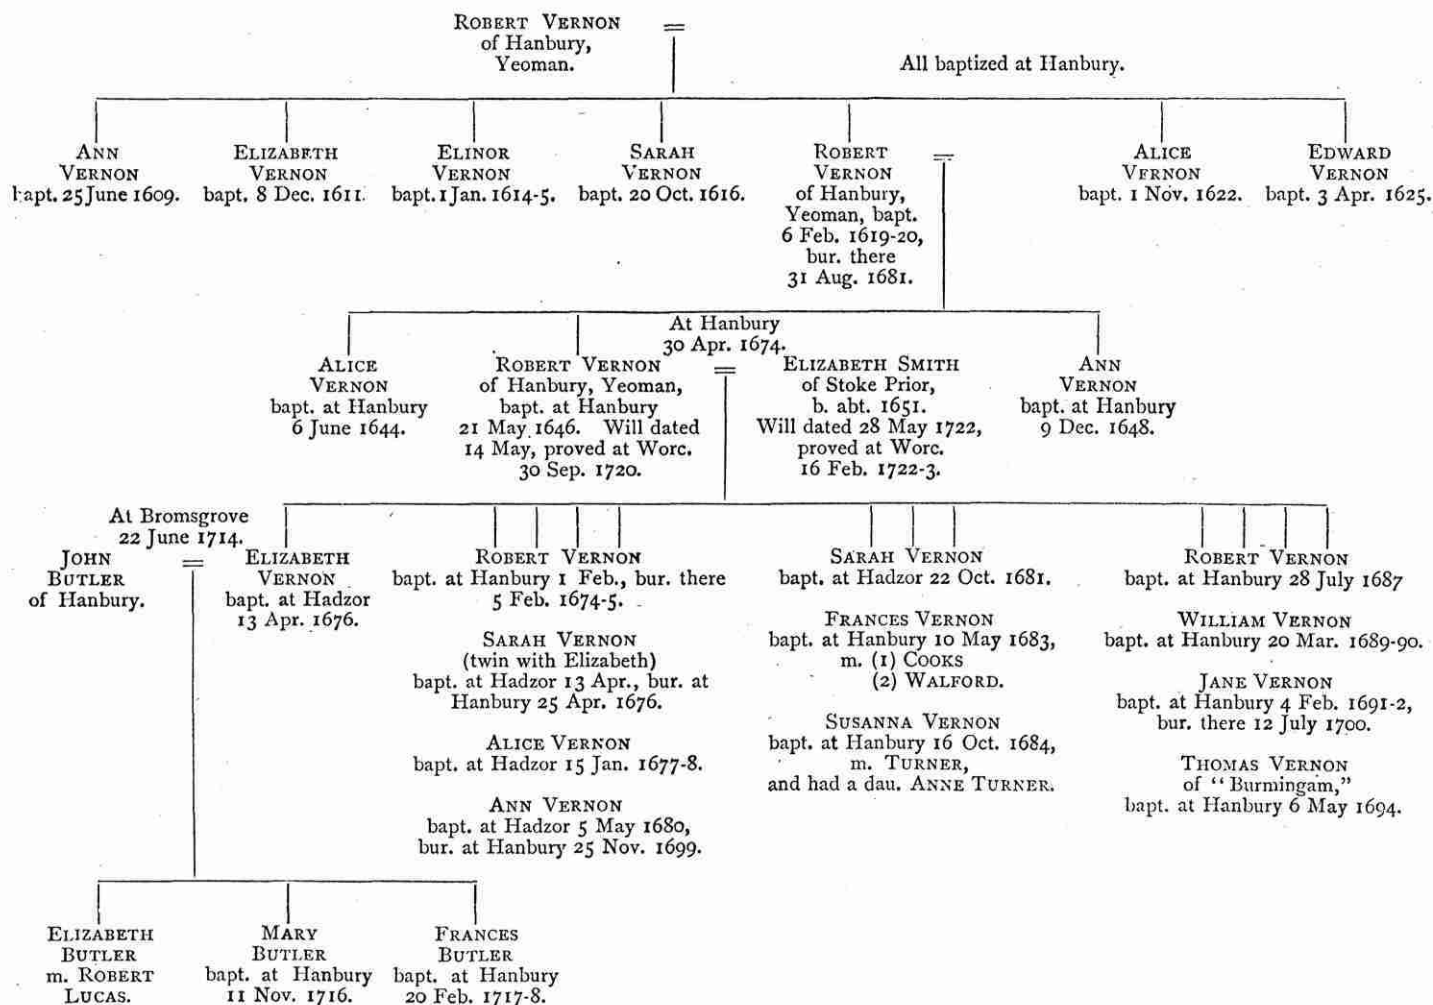 ROBERT VERNON =
of Hanbury,
Yeoman.
All baptized at Hanbury.
ANN
VERNON
bapt. 25 June 1609.
ELIZABETH
VERNON
bapt. 8 Dec. 1611.
ELINOR
VERNON
bapt. 1 Jan. 1614-5.
SARAH
VERNON
bapt. 20 Oct. 1616.
ROBERT =
VERNON
of Hanbury,
Yeoman, bapt.
6 Feb. 1619-20,
bur. there
31 Aug. 1681.
ALICE
VERNON
bapt. 1 Nov. 1622.
EDWARD
VERNON
bapt. 3 Apr. 1625.
ALICE
VERNON
bapt. at Hanbury
6 June 1644.
At Hanbury
30 Apr. 1674.
ROBERT VERNON =
of Hanbury, Yeoman,
bapt. at Hanbury
21 May 1646. Will dated
14 May, proved at Worc.
30 Sep. 1720.
ELIZABETH SMITH
of Stoke Prior,
b. abt. 1651.
Will dated 28 May 1722,
proved at Worc.
16 Feb. 1722-3.
ANN
VERNON
bapt. at Hanbury
9 Dec. 1648.
At Bromsgrove
22 June 1714.
JOHN =
BUTLER
of Hanbury.
ELIZABETH
VERNON
bapt. at Hadzor
13 Apr. 1676.
ROBERT VERNON
bapt. at Hanbury 1 Feb., bur. there
5 Feb. 1674-5.
SARAH VERNON
(twin with Elizabeth)
bapt. at Hadzor 13 Apr., bur. at
Hanbury 25 Apr. 1676.
ALICE VERNON
bapt. at Hadzor 15 Jan. 1677-8.
ANN VERNON
bapt. at Hadzor 5 May 1680,
bur. at Hanbury 25 Nov. 1699.
SARAH VERNON
bapt. at Hadzor 22 Oct. 1681.
FRANCES VERNON
bapt. at Hanbury 10 May 1683,
m. (1) COOKS
(2) WALFORD.
SUSANNA VERNON
bapt. at Hanbury 16 Oct. 1684,
m. TURNER,
and had a dau. ANNE TURNER.
ROBERT VERNON
bapt. at Hanbury 28 July 1687
WILLIAM VERNON
bapt. at Hanbury 20 Mar. 1689-90.
JANE VERNON
bapt. at Hanbury 4 Feb. 1691-2,
bur. there 12 July 1700.
THOMAS VERNON
of "Burmingam,"
bapt. at Hanbury 6 May 1694.
ELIZABETH
BUTLER
m. ROBERT
LUCAS.
MARY
BUTLER
bapt. at Hanbury
11 Nov. 1716.
FRANCES
BUTLER
bapt. at Hanbury
20 Feb. 1717-8.